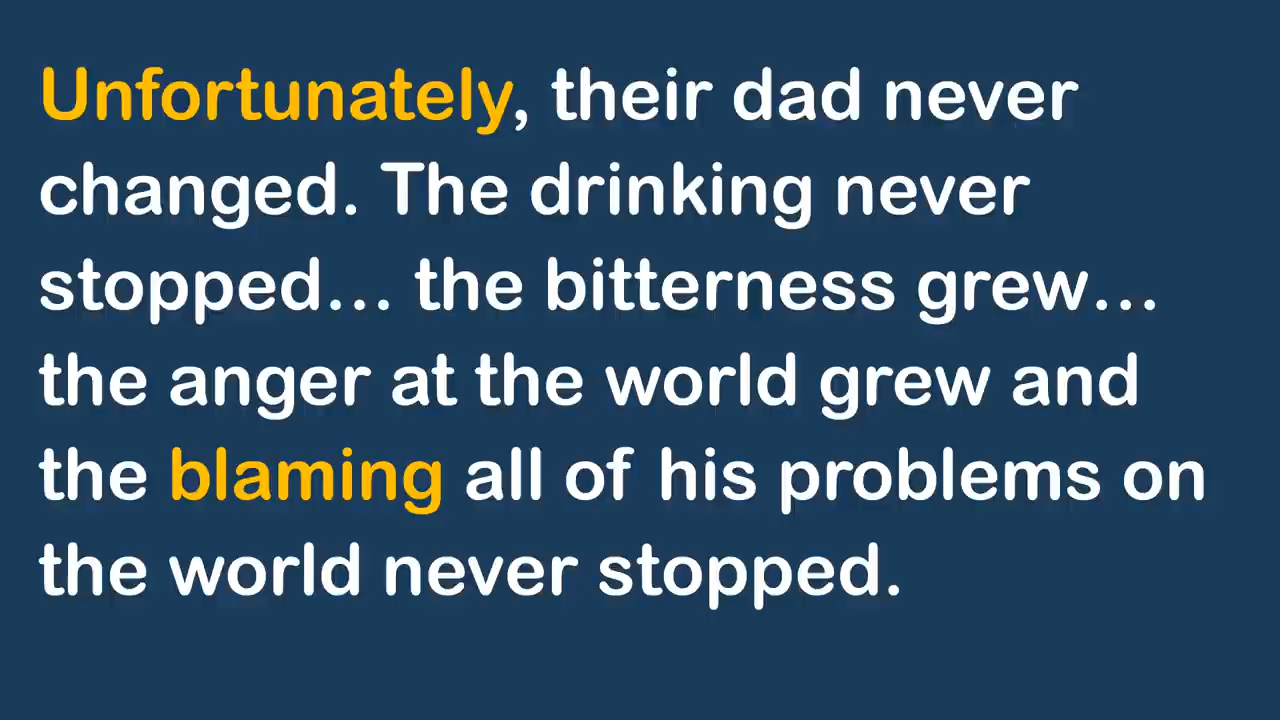 Unfortunately, their dad never
changed. The drinking never
stopped... the bitterness grew...
the anger at the world grew and
the blaming all of his problems on
the world never stopped.